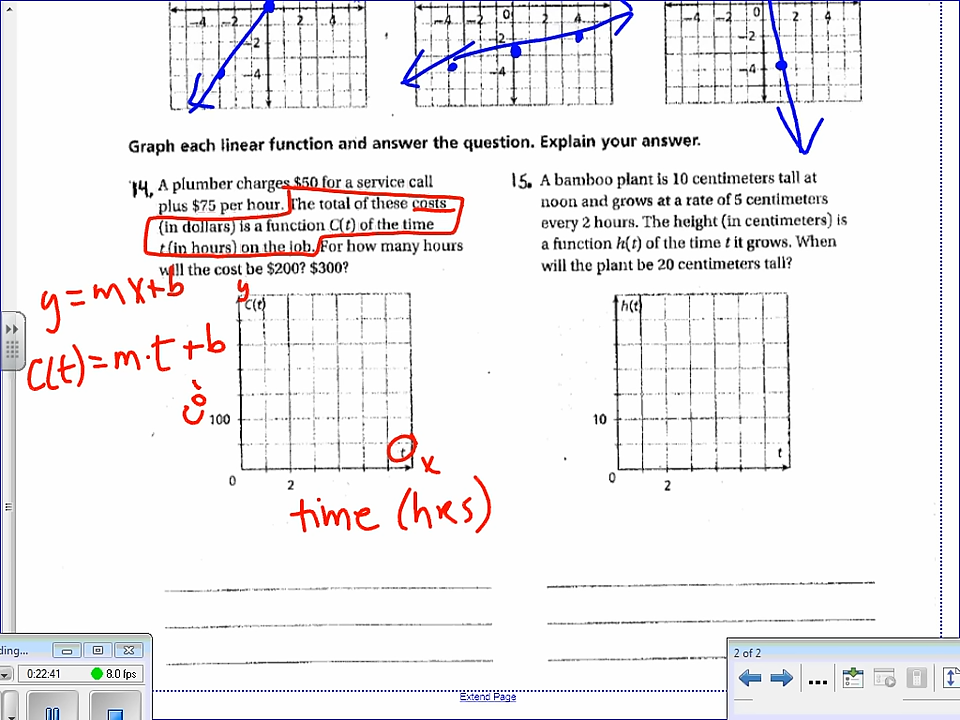 -4 -2 2 4 -4 -2 0 2 4 -4 -2 0 2 4
-2 -2 -2
-4 -4 -4
Graph each linear function and answer the question. Explain your answer.
14. A plumber charges $50 for a service call
plus $75 per hour. The total of these costs
(in dollars) is a function C(t) of the time
t (in hours) on the job. For how many hours
will the cost be $200? $300?
15. A bamboo plant is 10 centimeters tall at
noon and grows at a rate of 5 centimeters
every 2 hours. The height (in centimeters) is
a function h(t) of the time t it grows. When
will the plant be 20 centimeters tall?
y = mx+b
y
C(t)
C(t) = m·t + b
100
t
x
0 2
time (hrs)
h(t)
10
t
0 2
ding...
0:22:41 8.0 fps
2 of 2
Extend Page